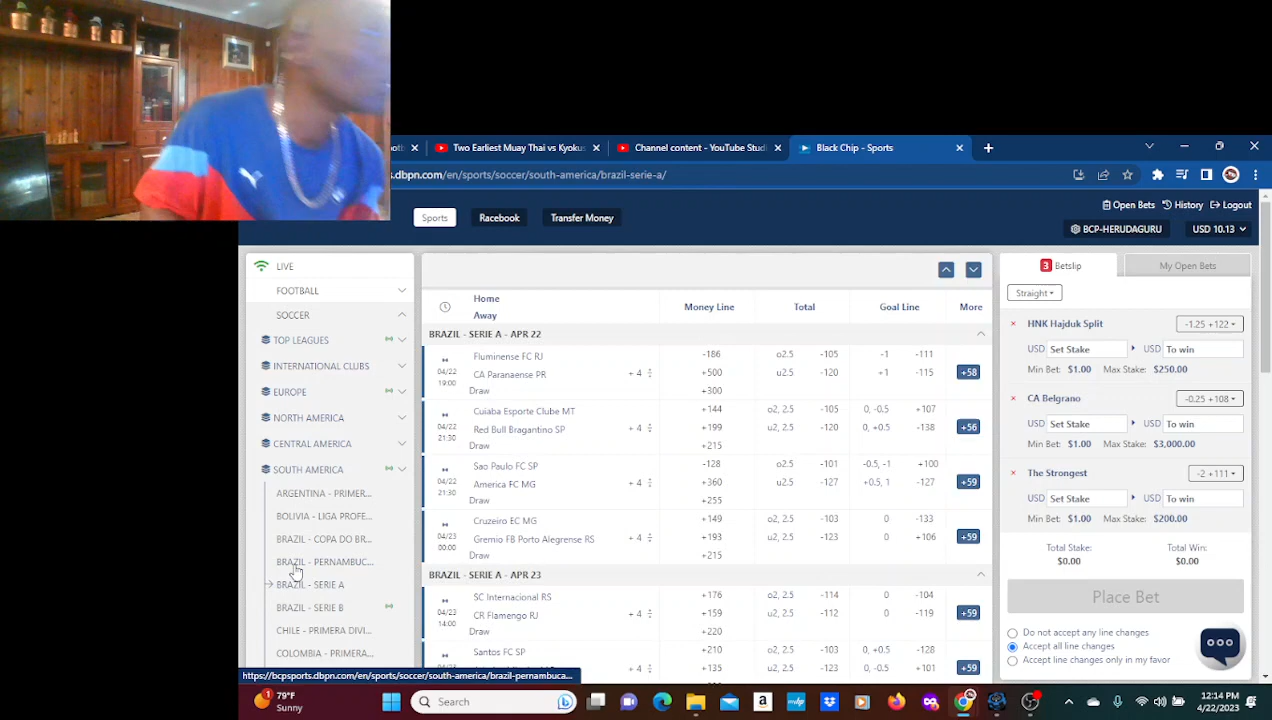 Two Earliest Muay Thai vs Kyokus
Channel content - YouTube Studi
Black Chip - Sports
.dbpn.com/en/sports/soccer/south-america/brazil-serie-a/
Sports
Racebook
Transfer Money
Open Bets
History
Logout
BCP-HERUDAGURU
USD 10.13
LIVE
FOOTBALL
SOCCER
TOP LEAGUES
INTERNATIONAL CLUBS
EUROPE
NORTH AMERICA
CENTRAL AMERICA
SOUTH AMERICA
ARGENTINA - PRIMER...
BOLIVIA - LIGA PROFE...
BRAZIL - COPA DO BR...
BRAZIL - PERNAMBUC...
BRAZIL - SERIE A
BRAZIL - SERIE B
CHILE - PRIMERA DIVI...
COLOMBIA - PRIMERA...
Home
Away
Money Line
Total
Goal Line
More
BRAZIL - SERIE A - APR 22
04/22
19:00
Fluminense FC RJ
CA Paranaense PR
Draw
+ 4
-186
+500
+300
o2.5 -105
u2.5 -120
-1 -111
+1 -115
+58
04/22
21:30
Cuiaba Esporte Clube MT
Red Bull Bragantino SP
Draw
+ 4
+144
+199
+215
o2, 2.5 -105
u2, 2.5 -120
0, -0.5 +107
0, +0.5 -138
+56
04/22
21:30
Sao Paulo FC SP
America FC MG
Draw
+ 4
-128
+360
+255
o2.5 -101
u2.5 -127
-0.5, -1 +100
+0.5, 1 -127
+59
04/23
00:00
Cruzeiro EC MG
Gremio FB Porto Alegrense RS
Draw
+ 4
+149
+193
+215
o2, 2.5 -103
u2, 2.5 -123
0 -133
0 +106
+59
BRAZIL - SERIE A - APR 23
04/23
14:00
SC Internacional RS
CR Flamengo RJ
Draw
+ 4
+176
+159
+220
o2, 2.5 -114
u2, 2.5 -112
0 -104
0 -119
+59
04/23
Santos FC SP
+ 4
+210
+135
o2, 2.5 -103
u2, 2.5 -123
0, +0.5 -128
0, -0.5 +101
+59
3 Betslip
My Open Bets
Straight
HNK Hajduk Split
-1.25 +122
USD Set Stake USD To win
Min Bet: $1.00 Max Stake: $250.00
CA Belgrano
-0.25 +108
USD Set Stake USD To win
Min Bet: $1.00 Max Stake: $3,000.00
The Strongest
-2 +111
USD Set Stake USD To win
Min Bet: $1.00 Max Stake: $200.00
Total Stake: Total Win:
$0.00 $0.00
Place Bet
Do not accept any line changes
Accept all line changes
Accept line changes only in my favor
https://bcpsports.dbpn.com/en/sports/soccer/south-america/brazil-pernambuca...
1
79°F
Sunny
Search
12:14 PM
4/22/2023